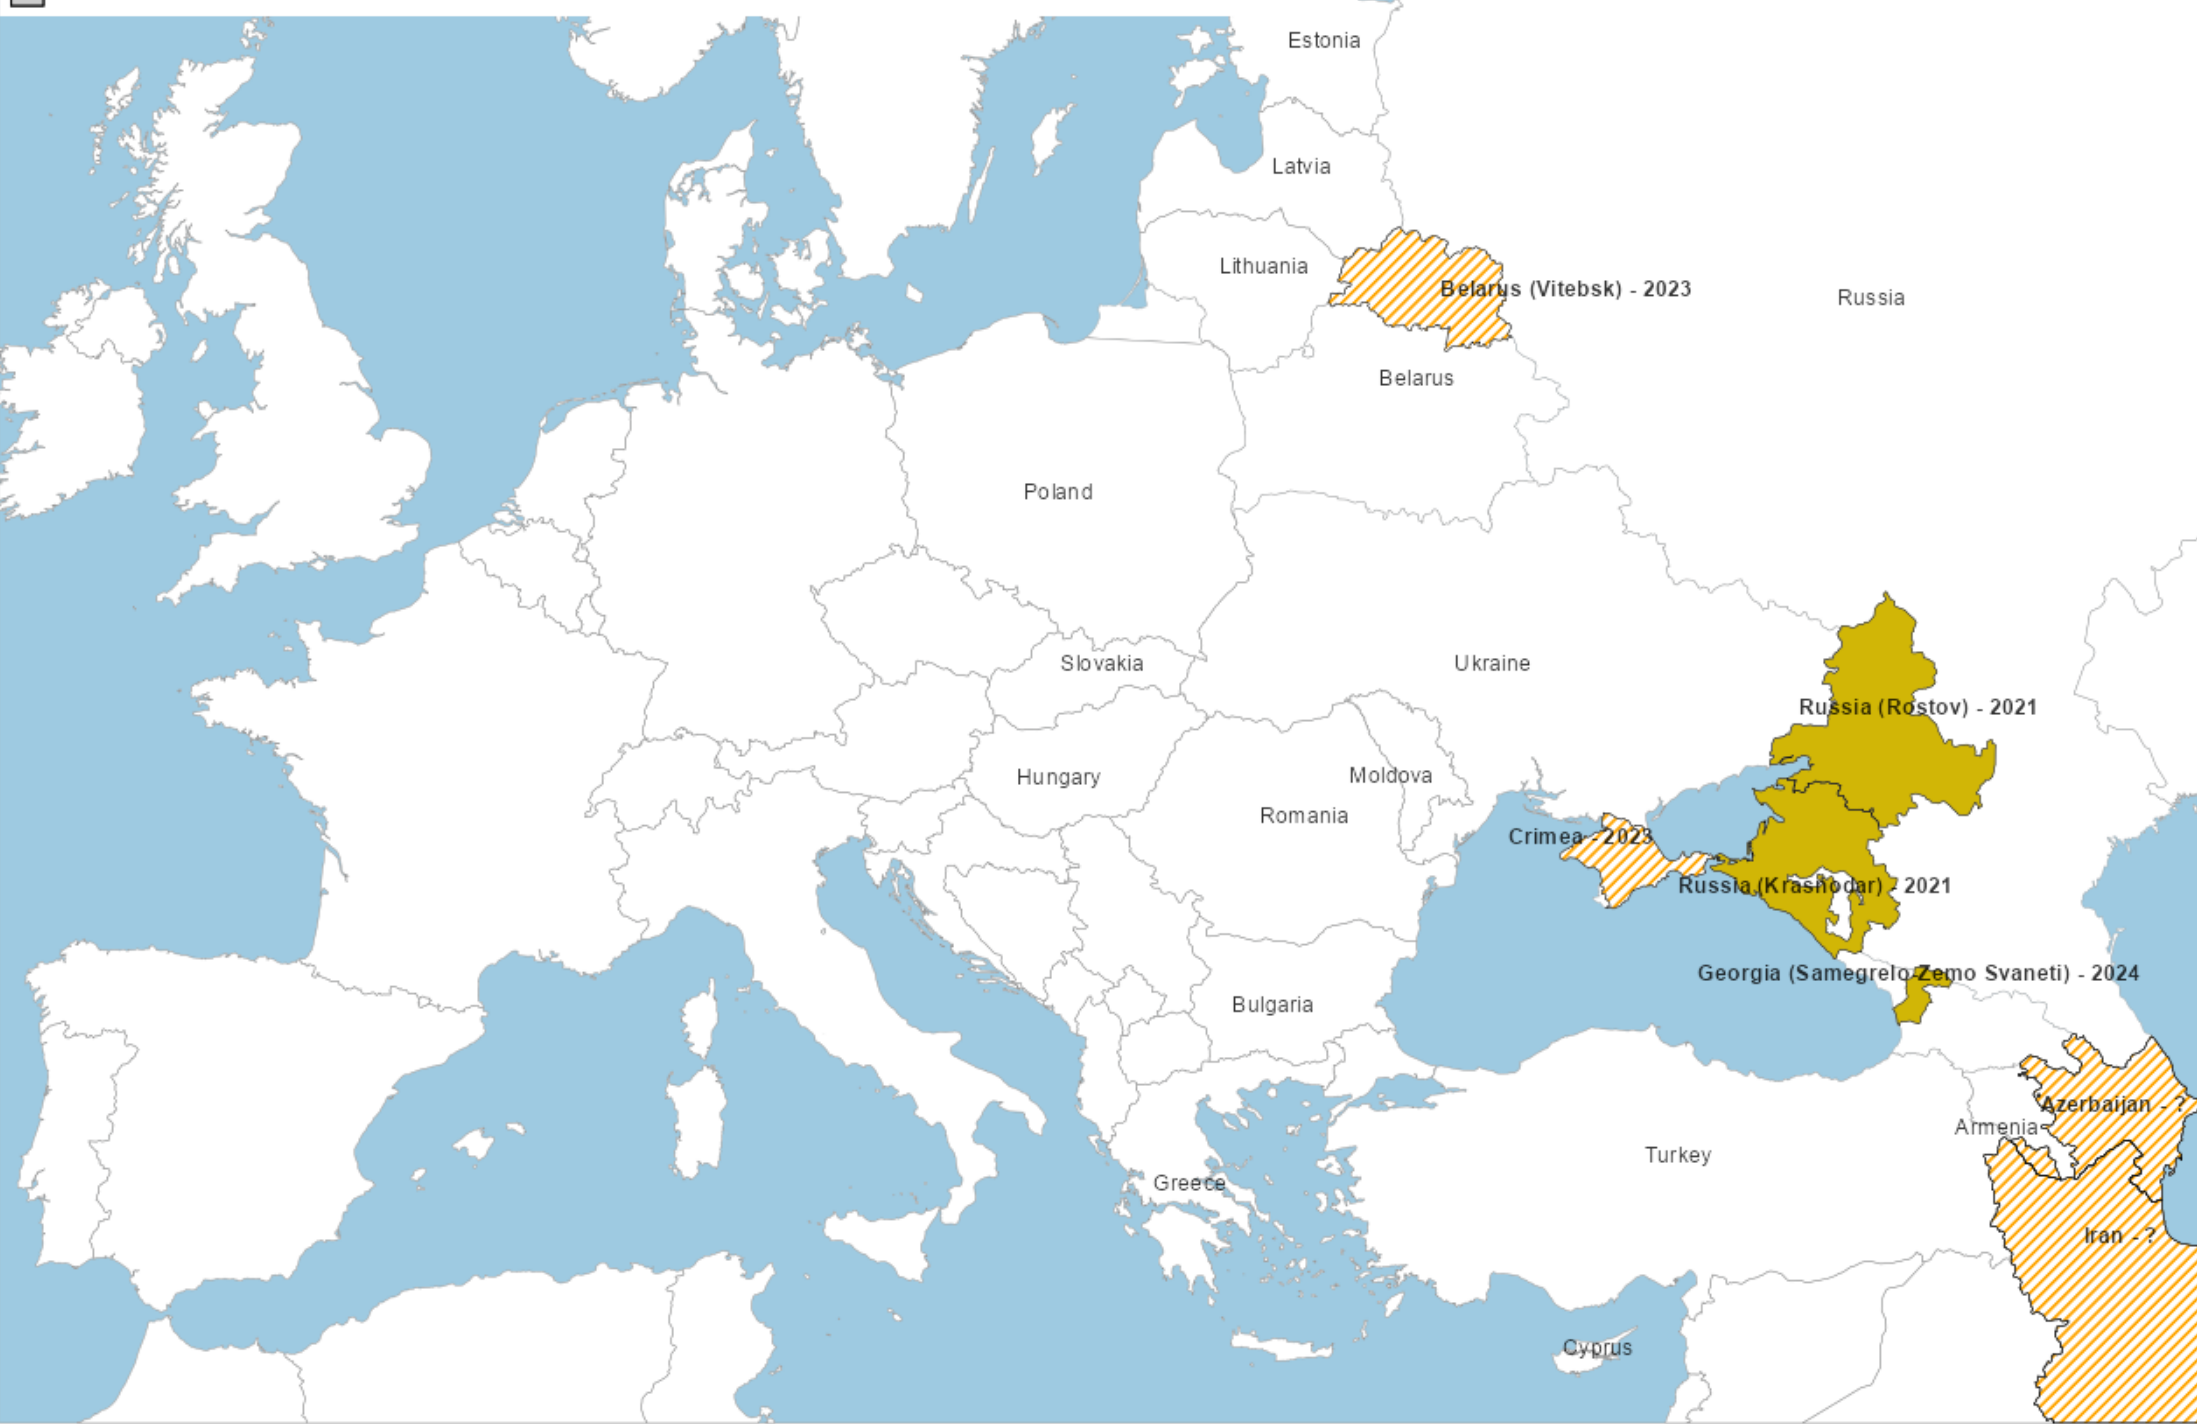 Estonia
Latvia
Lithuania
Belarus (Vitebsk) - 2023
Russia
Belarus
Poland
Slovakia
Ukraine
Russia (Rostov) - 2021
Hungary
Moldova
Romania
Crimea - 2023
Russia (Krasnodar) - 2021
Georgia (Samegrelo-Zemo Svaneti) - 2024
Bulgaria
Azerbaijan - ?
Armenia
Turkey
Greece
Iran - ?
Cyprus